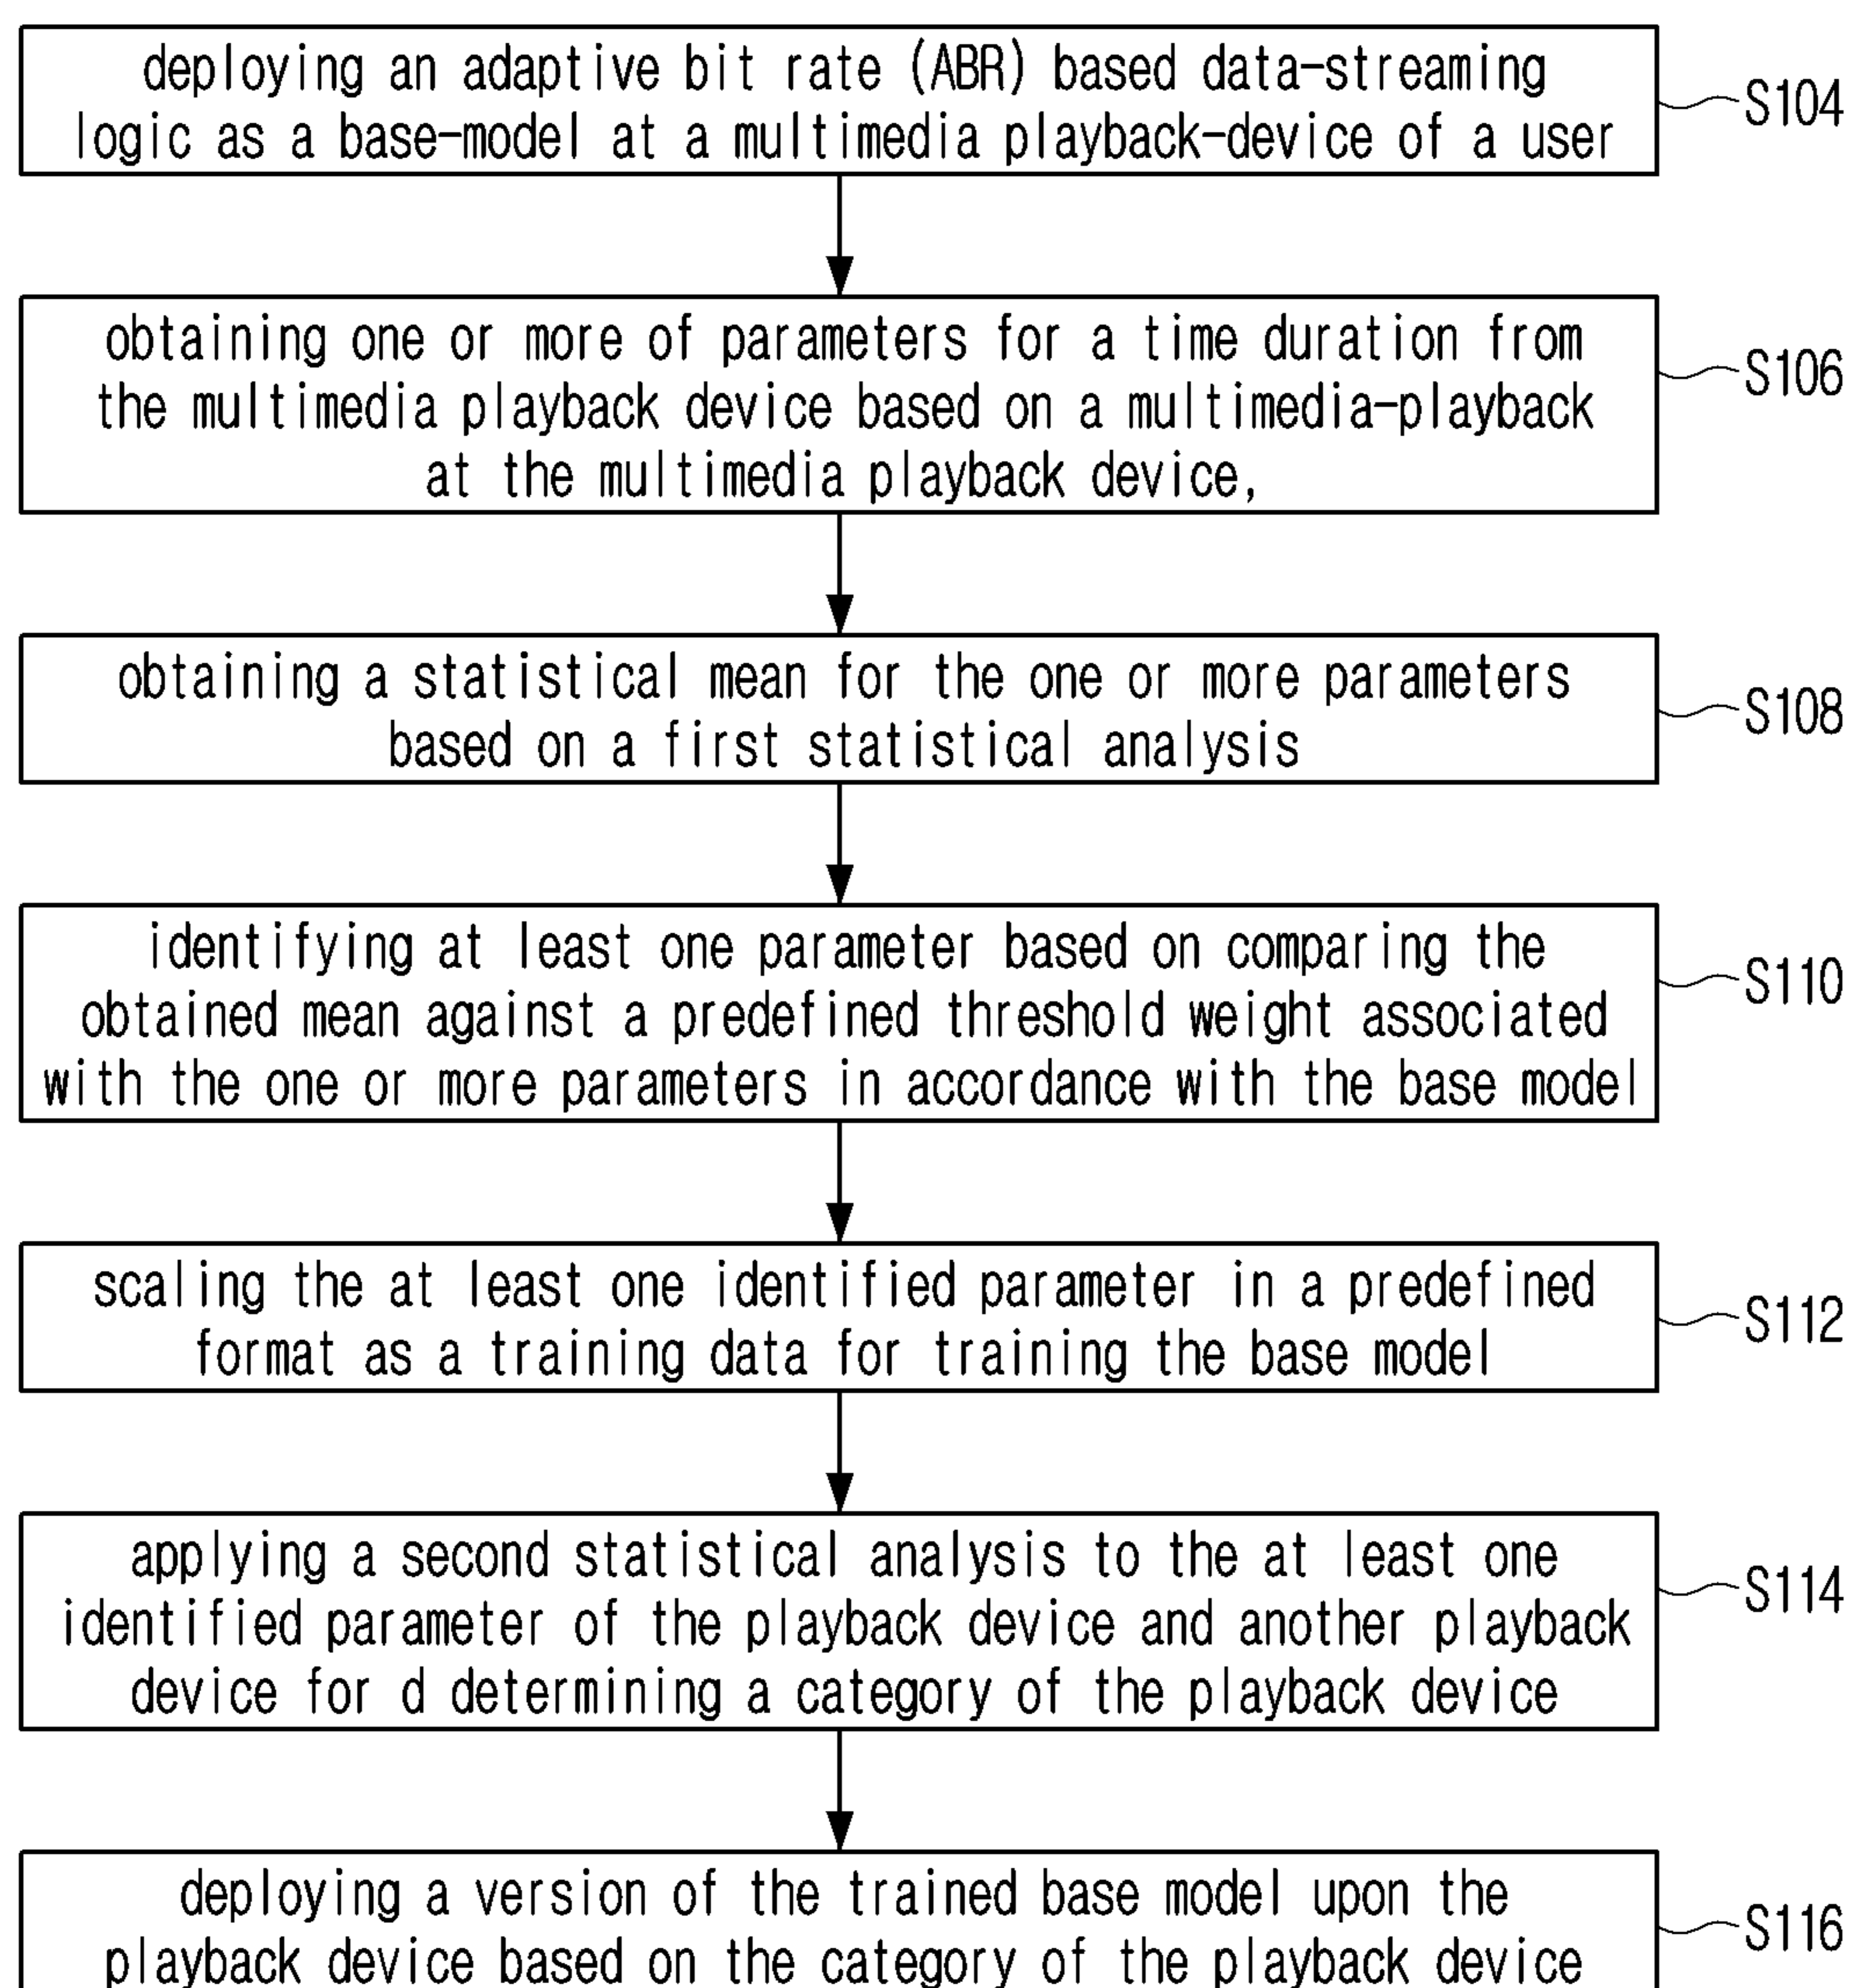 deploying an adaptive bit rate (ABR) based data-streaming
logic as a base-model at a multimedia playback-device of a user
S104
obtaining one or more of parameters for a time duration from
the multimedia playback device based on a multimedia-playback
at the multimedia playback device,
S106
obtaining a statistical mean for the one or more parameters
based on a first statistical analysis
S108
identifying at least one parameter based on comparing the
obtained mean against a predefined threshold weight associated
with the one or more parameters in accordance with the base model
S110
scaling the at least one identified parameter in a predefined
format as a training data for training the base model
S112
applying a second statistical analysis to the at least one
identified parameter of the playback device and another playback
device for d determining a category of the playback device
S114
deploying a version of the trained base model upon the
playback device based on the category of the playback device
S116